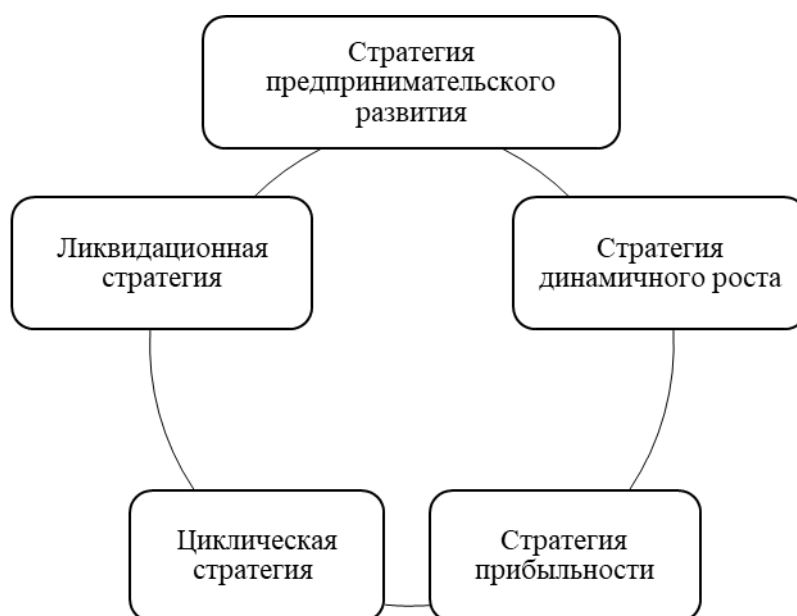 Стратегия
предпринимательского
развития
Ликвидационная
стратегия
Стратегия
динамичного роста
Циклическая
стратегия
Стратегия
прибыльности